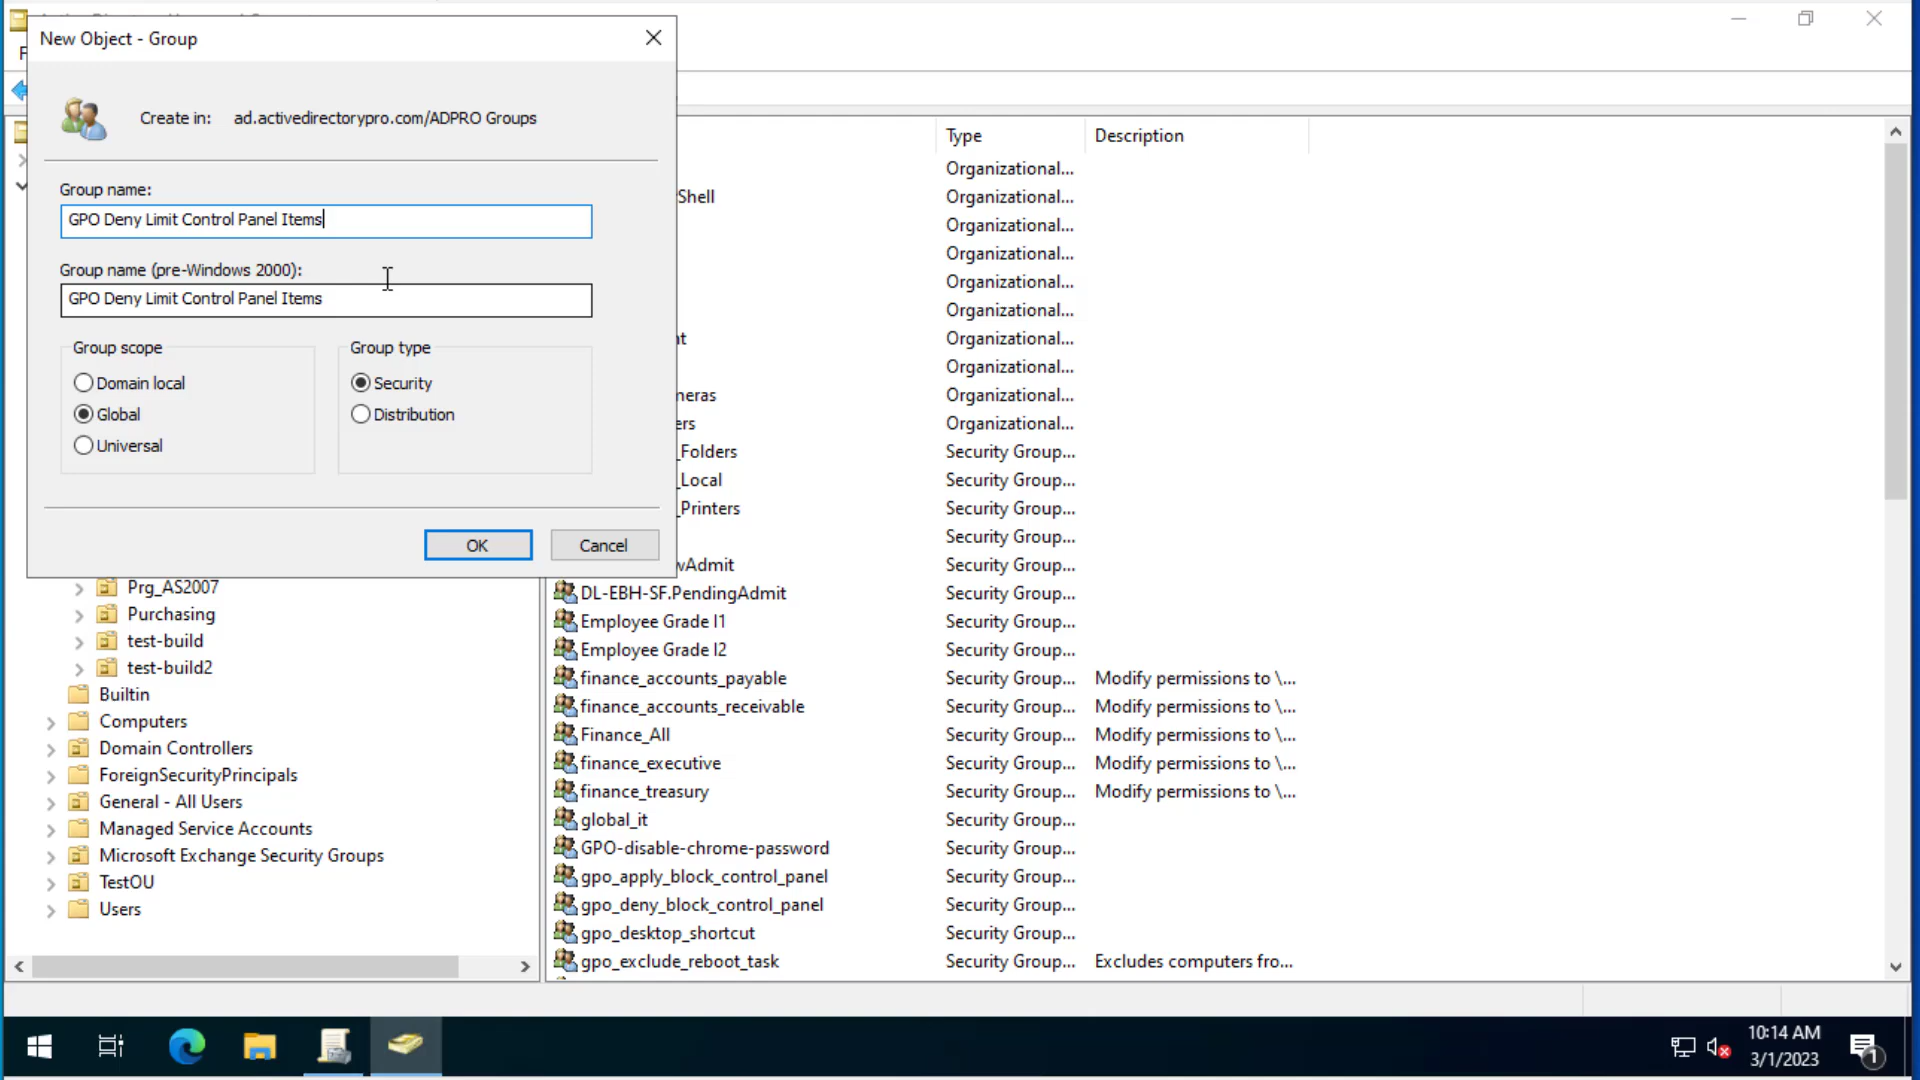 New Object - Group
Create in: ad.activedirectorypro.com/ADPRO Groups
Group name:
GPO Deny Limit Control Panel Items
Group name (pre-Windows 2000):
GPO Deny Limit Control Panel Items
Group scope
Domain local
Global
Universal
Group type
Security
Distribution
OK
Cancel
Prg_AS2007
Purchasing
test-build
test-build2
Builtin
Computers
Domain Controllers
ForeignSecurityPrincipals
General - All Users
Managed Service Accounts
Microsoft Exchange Security Groups
TestOU
Users
Type Description
Organizational...
Shell Organizational...
Organizational...
Organizational...
Organizational...
Organizational...
nt Organizational...
Organizational...
neras Organizational...
ers Organizational...
_Folders Security Group...
_Local Security Group...
_Printers Security Group...
Security Group...
wAdmit Security Group...
DL-EBH-SF.PendingAdmit Security Group...
Employee Grade I1 Security Group...
Employee Grade I2 Security Group...
finance_accounts_payable Security Group... Modify permissions to \...
finance_accounts_receivable Security Group... Modify permissions to \...
Finance_All Security Group... Modify permissions to \...
finance_executive Security Group... Modify permissions to \...
finance_treasury Security Group... Modify permissions to \...
global_it Security Group...
GPO-disable-chrome-password Security Group...
gpo_apply_block_control_panel Security Group...
gpo_deny_block_control_panel Security Group...
gpo_desktop_shortcut Security Group...
gpo_exclude_reboot_task Security Group... Excludes computers fro...
10:14 AM
3/1/2023
1